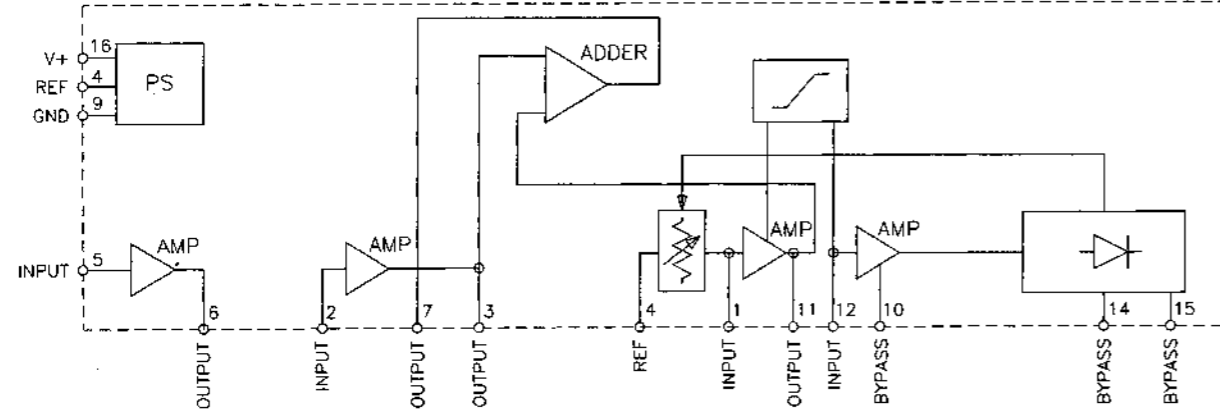 ADDER
16
V+
PS
4
REF
9
GND
AMP
AMP
AMP
AMP
5
INPUT
6
2
7
3
4
1
11
12
10
14
15
OUTPUT
INPUT
OUTPUT
OUTPUT
REF
INPUT
OUTPUT
INPUT
BYPASS
BYPASS
BYPASS